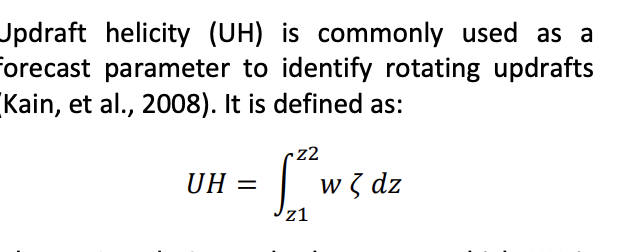 Updraft helicity (UH) is commonly used as a
forecast parameter to identify rotating updrafts
(Kain, et al., 2008). It is defined as:
UH = ∫_{z1}^{z2} w ζ dz